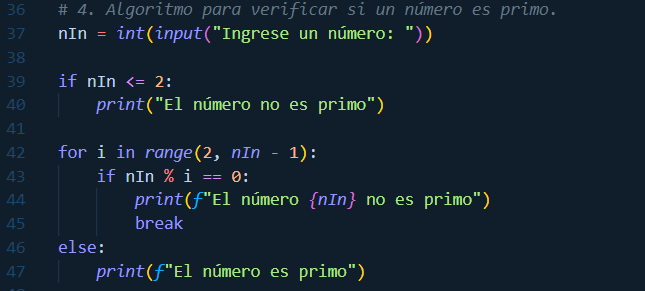 36 # 4. Algoritmo para verificar si un número es primo.
37 nIn = int(input("Ingrese un número: "))
38
39 if nIn <= 2:
40     print("El número no es primo")
41
42 for i in range(2, nIn - 1):
43     if nIn % i == 0:
44         print(f"El número {nIn} no es primo")
45         break
46 else:
47     print(f"El número es primo")